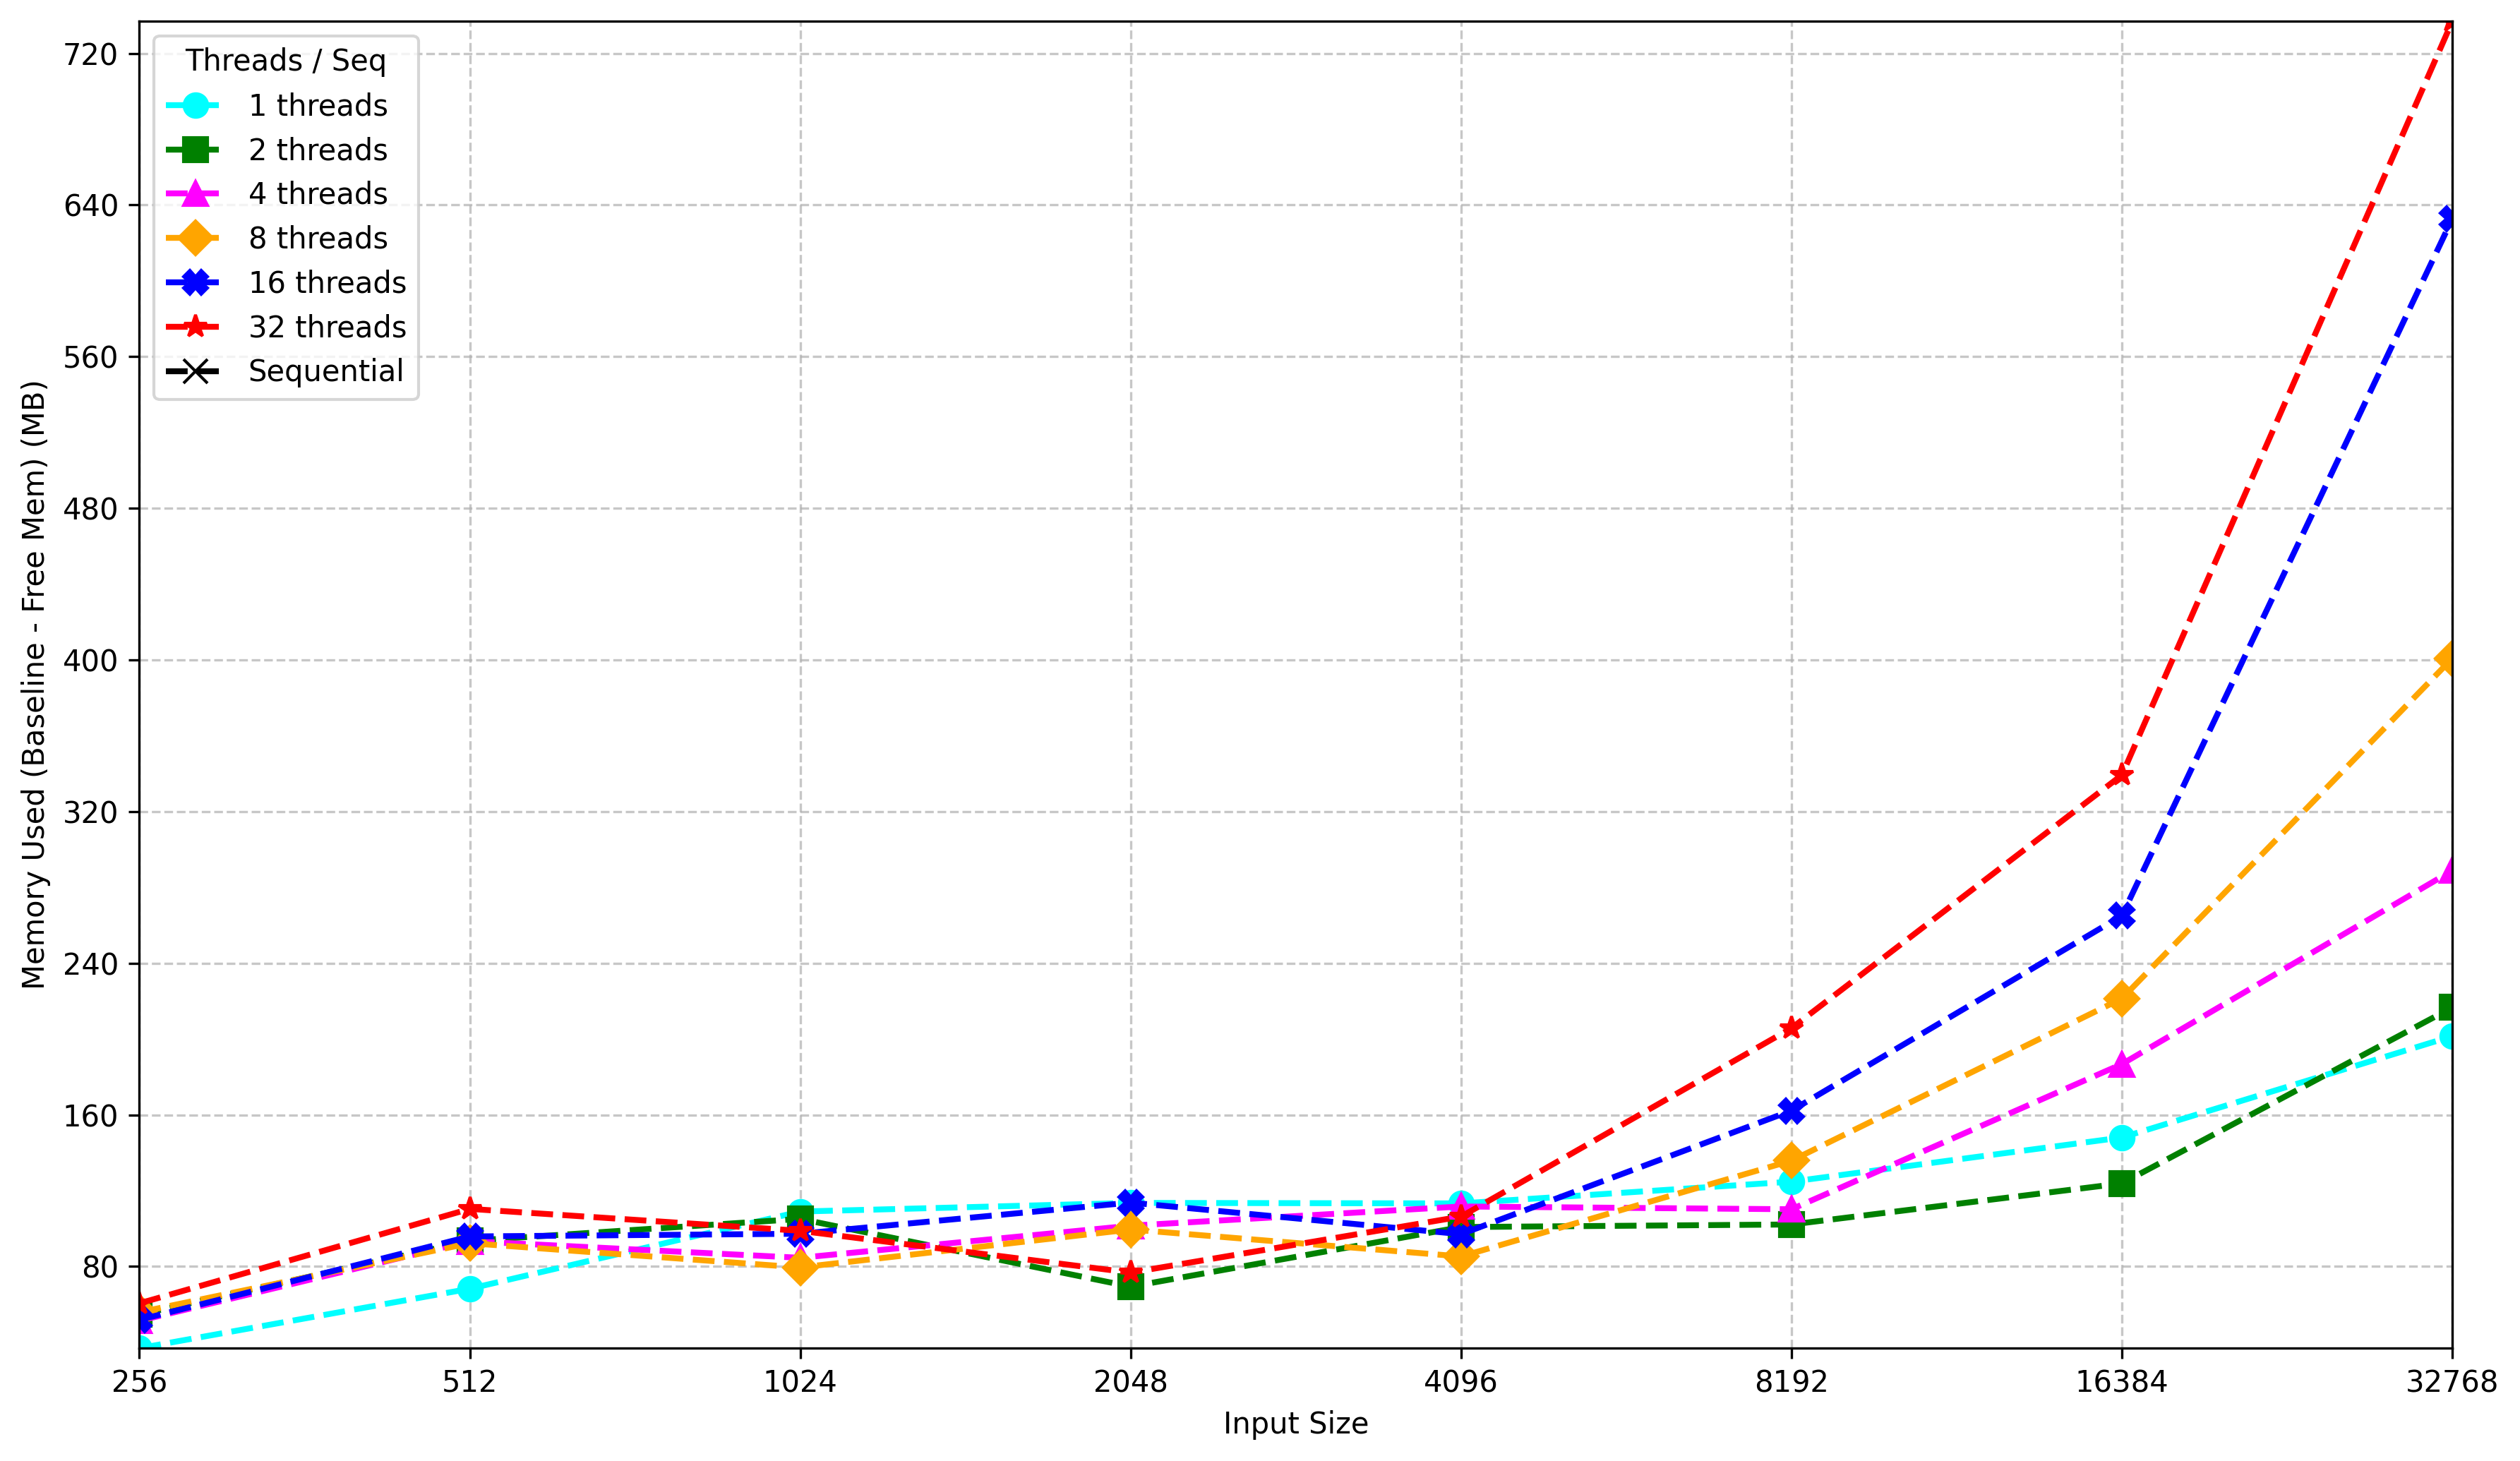 Threads / Seq
1 threads
2 threads
4 threads
8 threads
16 threads
32 threads
Sequential
720
640
560
480
400
320
240
160
80
Memory Used (Baseline - Free Mem) (MB)
256 512 1024 2048 4096 8192 16384 32768
Input Size